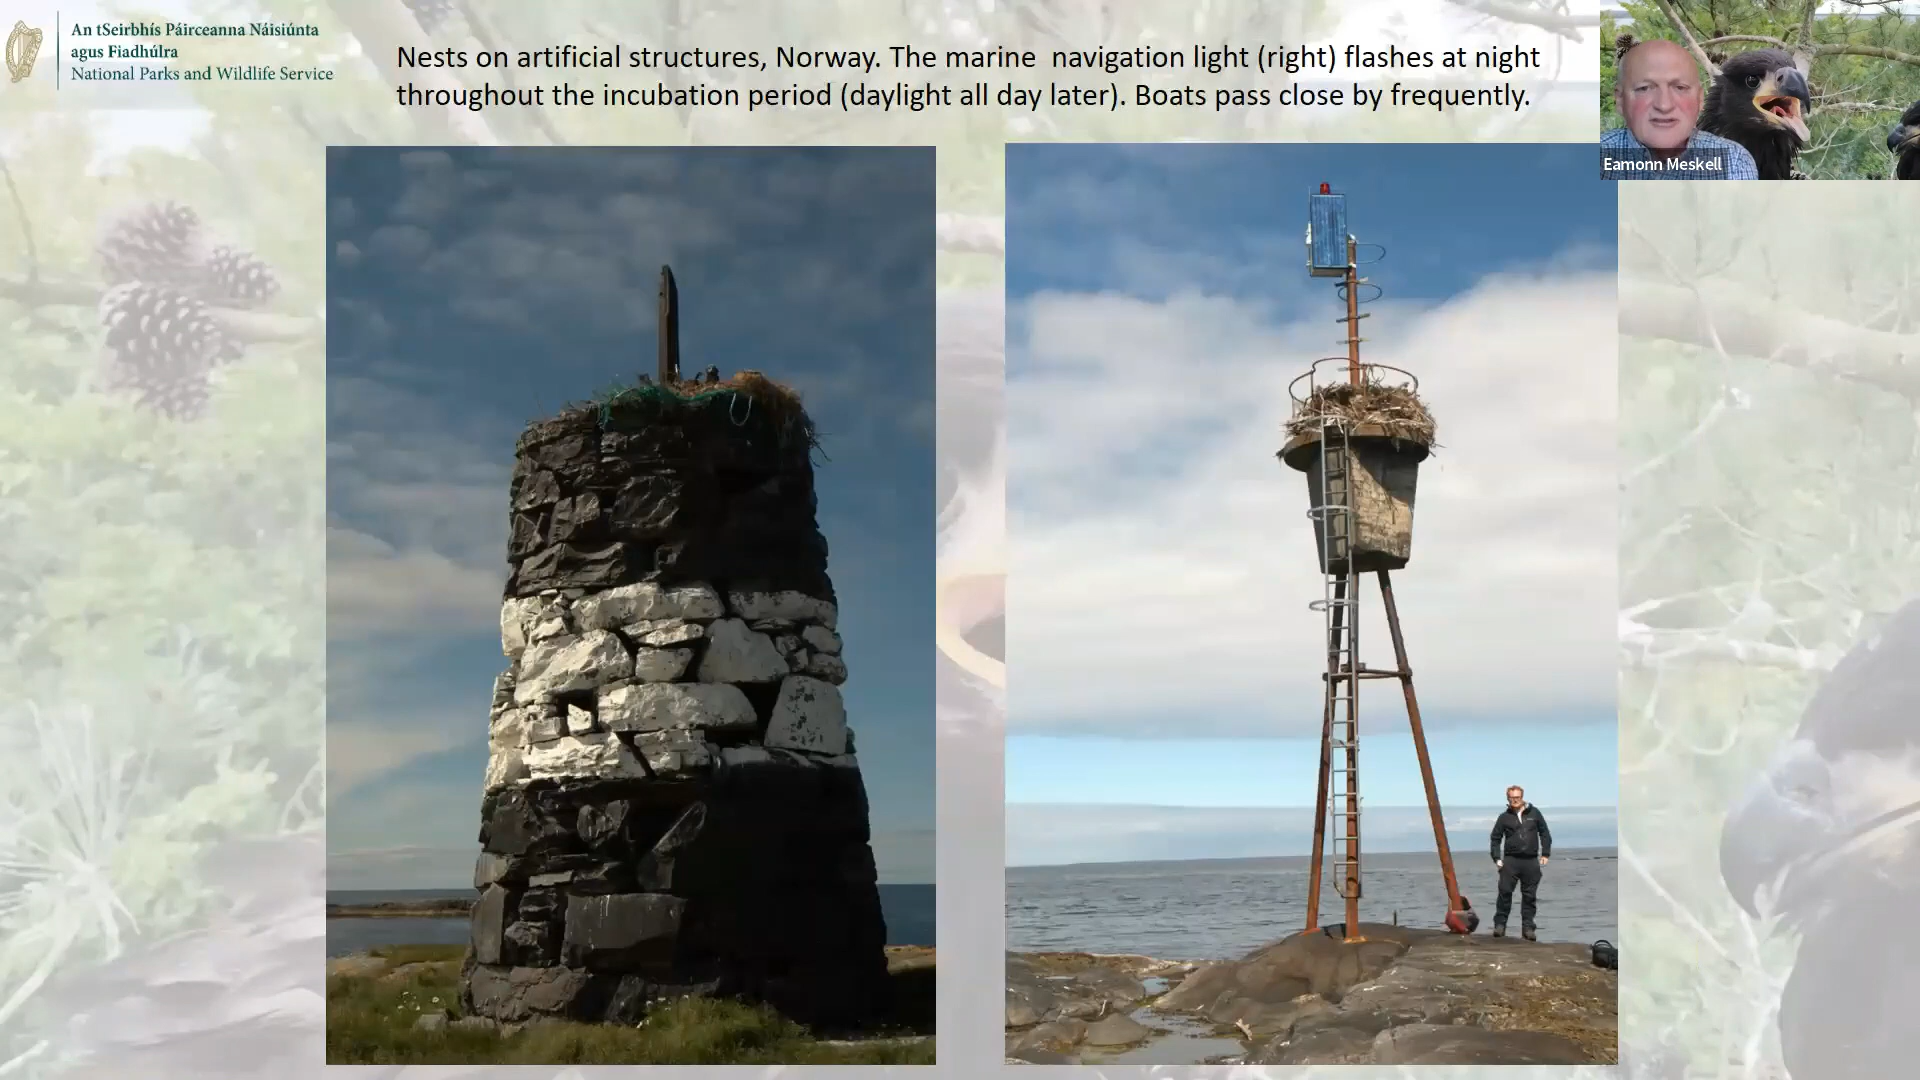 An tSeirbhís Páirceanna Náisiúnta
agus Fiadhúlra
National Parks and Wildlife Service
Nests on artificial structures, Norway. The marine  navigation light (right) flashes at night
throughout the incubation period (daylight all day later). Boats pass close by frequently.
Eamonn Meskell